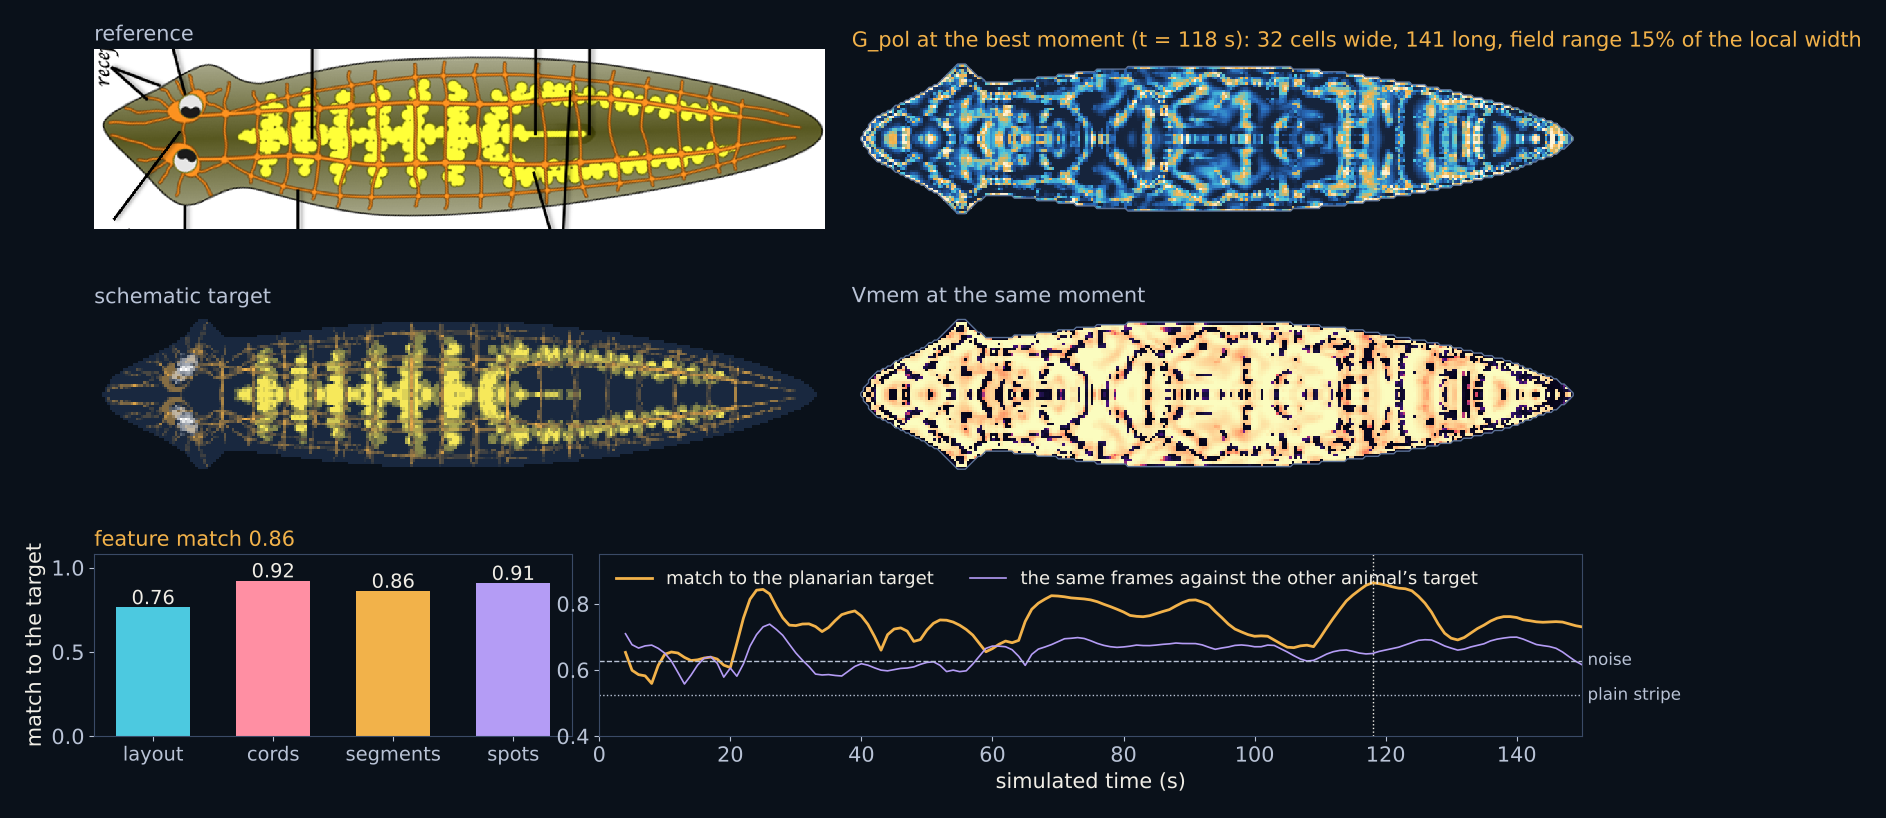 reference
G_pol at the best moment (t = 118 s): 32 cells wide, 141 long, field range 15% of the local width
recep
schematic target
Vmem at the same moment
feature match 0.86
match to the target
1.0
0.5
0.0
0.76
0.92
0.86
0.91
layout
cords
segments
spots
match to the planarian target
the same frames against the other animal’s target
0.8
0.6
0.4
noise
plain stripe
0
20
40
60
80
100
120
140
simulated time (s)